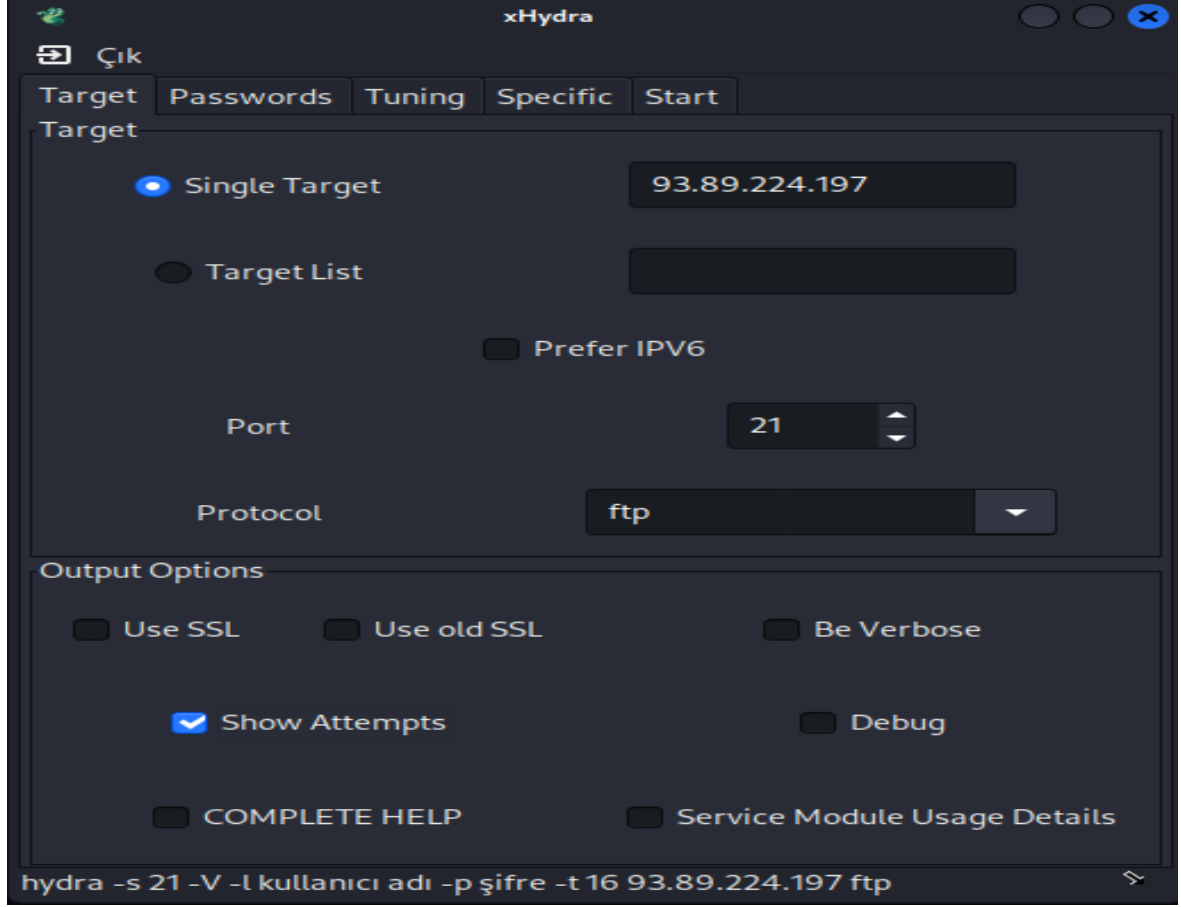 xHydra
Çık
Target Passwords Tuning Specific Start
Target
Single Target 93.89.224.197
Target List
Prefer IPV6
Port 21
Protocol ftp
Output Options
Use SSL Use old SSL Be Verbose
Show Attempts Debug
COMPLETE HELP Service Module Usage Details
hydra -s 21 -V -l kullanıcı adı -p şifre -t 16 93.89.224.197 ftp